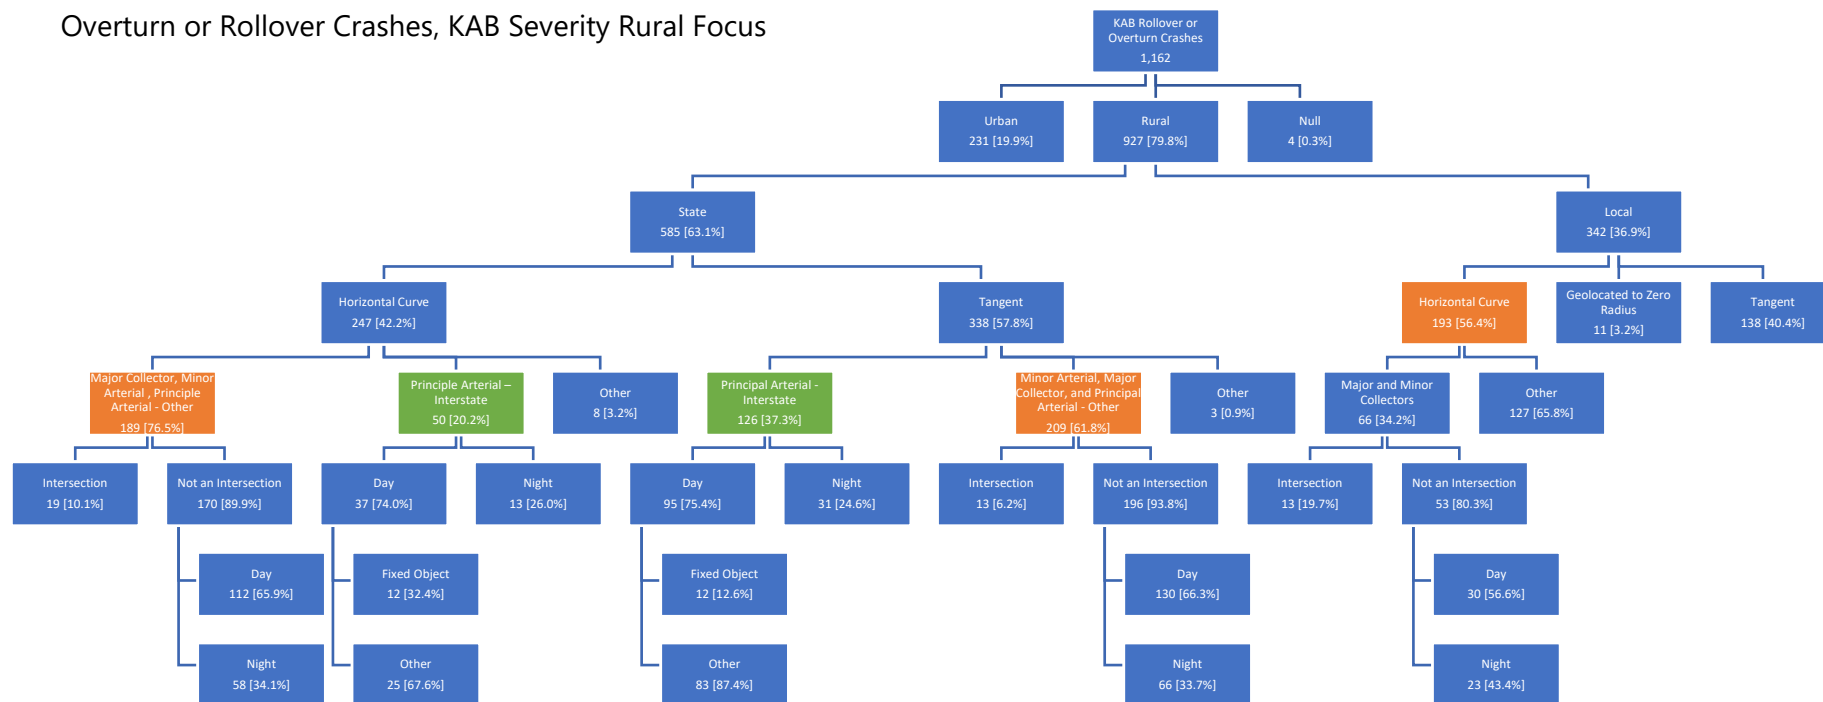 Overturn or Rollover Crashes, KAB Severity Rural Focus
KAB Rollover or
Overturn Crashes
1,162
Urban
231 [19.9%]
Rural
927 [79.8%]
Null
4 [0.3%]
State
585 [63.1%]
Local
342 [36.9%]
Horizontal Curve
247 [42.2%]
Tangent
338 [57.8%]
Horizontal Curve
193 [56.4%]
Geolocated to Zero
Radius
11 [3.2%]
Tangent
138 [40.4%]
Major Collector, Minor
Arterial , Principle
Arterial - Other
189 [76.5%]
Principle Arterial –
Interstate
50 [20.2%]
Other
8 [3.2%]
Principal Arterial -
Interstate
126 [37.3%]
Minor Arterial, Major
Collector, and Principal
Arterial - Other
209 [61.8%]
Other
3 [0.9%]
Major and Minor
Collectors
66 [34.2%]
Other
127 [65.8%]
Intersection
19 [10.1%]
Not an Intersection
170 [89.9%]
Day
37 [74.0%]
Night
13 [26.0%]
Day
95 [75.4%]
Night
31 [24.6%]
Intersection
13 [6.2%]
Not an Intersection
196 [93.8%]
Intersection
13 [19.7%]
Not an Intersection
53 [80.3%]
Day
112 [65.9%]
Fixed Object
12 [32.4%]
Fixed Object
12 [12.6%]
Day
130 [66.3%]
Day
30 [56.6%]
Night
58 [34.1%]
Other
25 [67.6%]
Other
83 [87.4%]
Night
66 [33.7%]
Night
23 [43.4%]